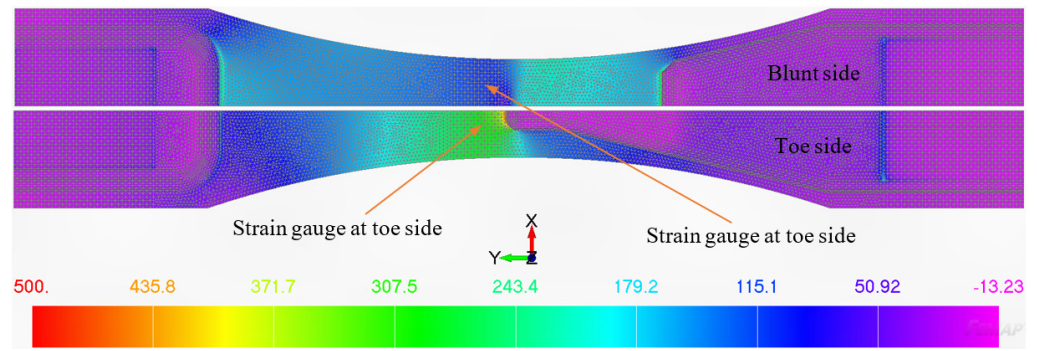 Blunt side
Toe side
Strain gauge at toe side
Strain gauge at toe side
X
Y Z
500. 435.8 371.7 307.5 243.4 179.2 115.1 50.92 -13.23